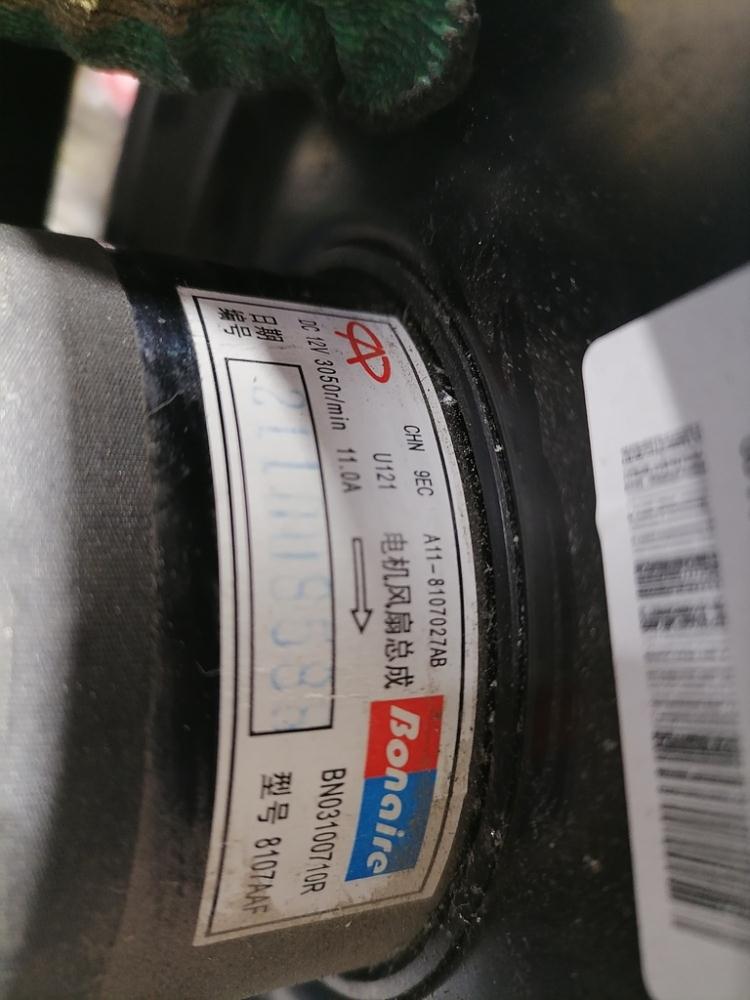 CHN 9EC A11-8107027AB
U121 电机风扇总成
DC 12V 3050r/min 11.0A
Bonaire
BN03100710R
日期
编号
型号 8107AAF